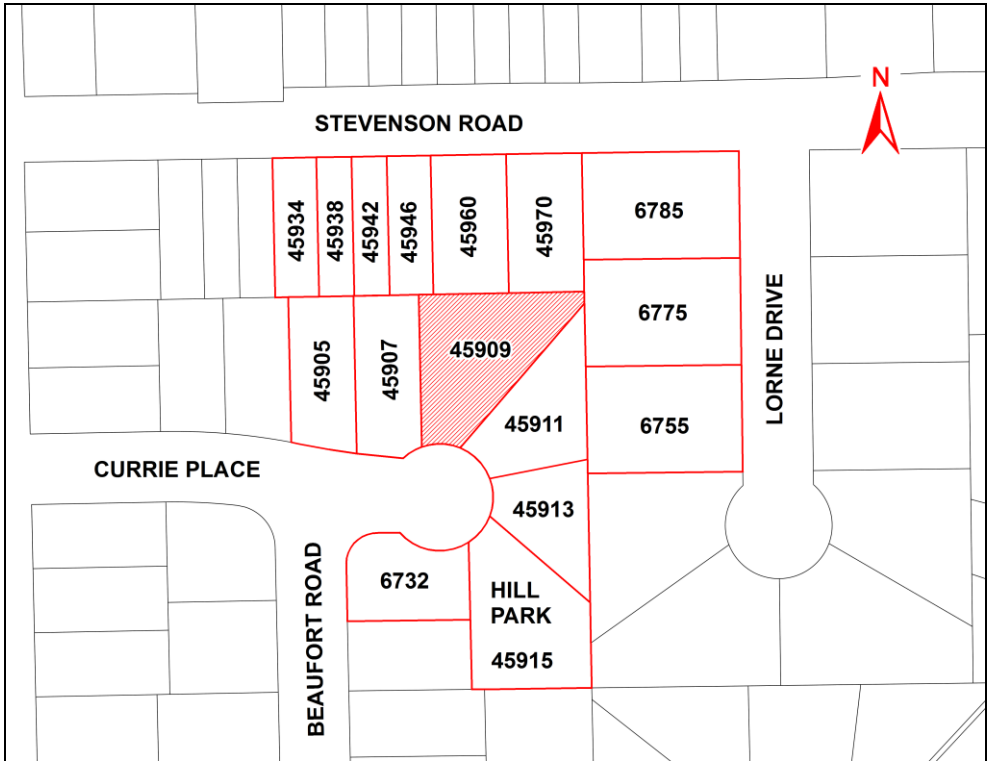 N
STEVENSON ROAD
45934
45938
45942
45946
45960
45970
6785
6775
LORNE DRIVE
45905
45907
45909
45911
6755
CURRIE PLACE
45913
BEAUFORT ROAD
6732
HILL
PARK
45915